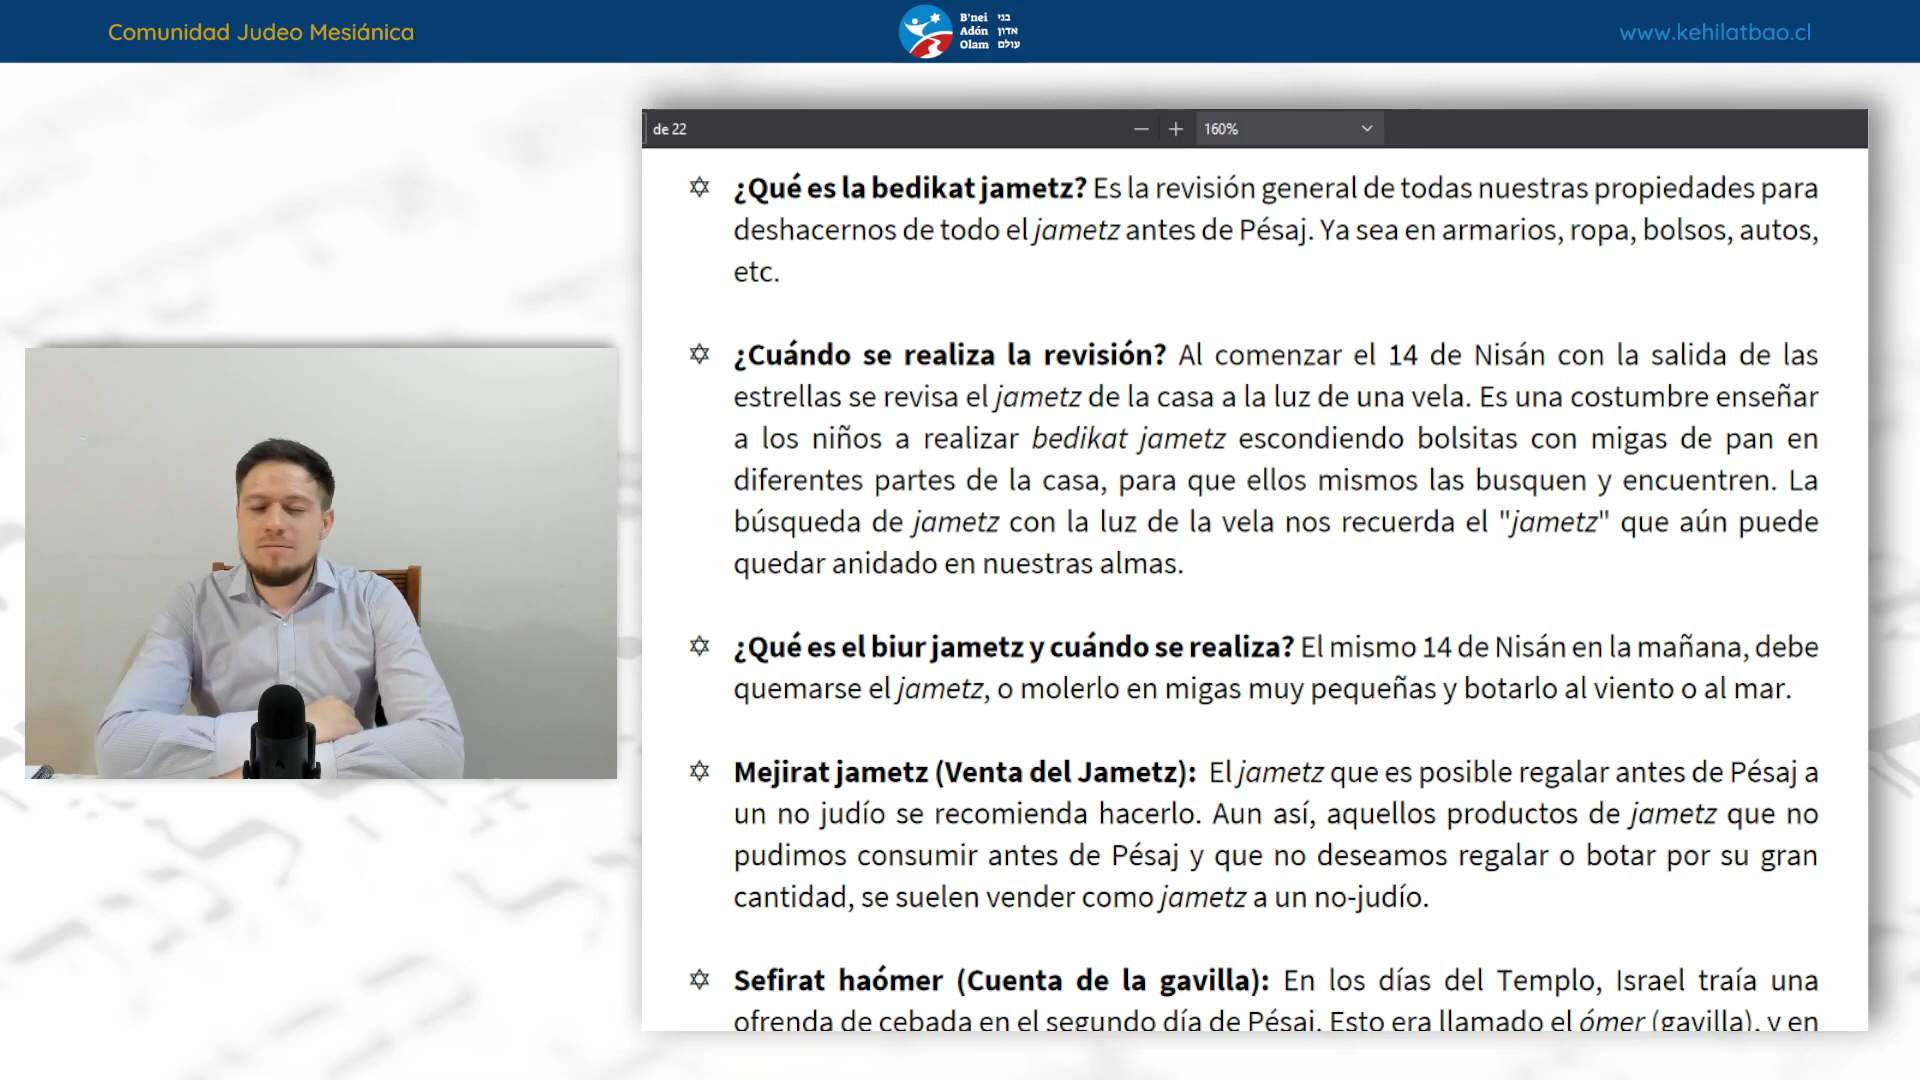 Comunidad Judeo Mesiánica
B'nei
Adón
Olam
בני
אדון
עולם
www.kehilatbao.cl
de 22
160%
¿Qué es la bedikat jametz? Es la revisión general de todas nuestras propiedades para
deshacernos de todo el jametz antes de Pésaj. Ya sea en armarios, ropa, bolsos, autos,
etc.
¿Cuándo se realiza la revisión? Al comenzar el 14 de Nisán con la salida de las
estrellas se revisa el jametz de la casa a la luz de una vela. Es una costumbre enseñar
a los niños a realizar bedikat jametz escondiendo bolsitas con migas de pan en
diferentes partes de la casa, para que ellos mismos las busquen y encuentren. La
búsqueda de jametz con la luz de la vela nos recuerda el "jametz" que aún puede
quedar anidado en nuestras almas.
¿Qué es el biur jametz y cuándo se realiza? El mismo 14 de Nisán en la mañana, debe
quemarse el jametz, o molerlo en migas muy pequeñas y botarlo al viento o al mar.
Mejirat jametz (Venta del Jametz): El jametz que es posible regalar antes de Pésaj a
un no judío se recomienda hacerlo. Aun así, aquellos productos de jametz que no
pudimos consumir antes de Pésaj y que no deseamos regalar o botar por su gran
cantidad, se suelen vender como jametz a un no-judío.
Sefirat haómer (Cuenta de la gavilla): En los días del Templo, Israel traía una
ofrenda de cebada en el segundo día de Pésaj. Esto era llamado el ómer (gavilla), y en